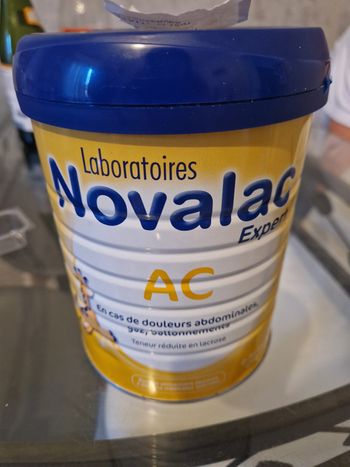 Laboratoires
Novalac
Expert
AC
En cas de douleurs abdominales,
gaz, ballonnements
Teneur réduite en lactose